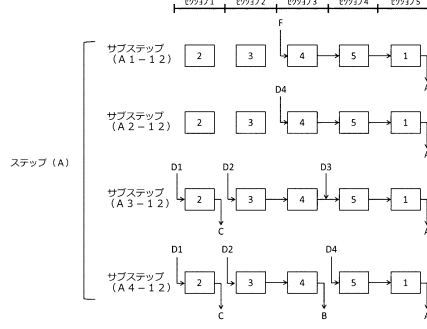 セクション1 セクション2 セクション3 セクション4 セクション5
F
サブステップ
(A1-12)
2 3 4 5 1
A
D4
サブステップ
(A2-12)
2 3 4 5 1
A
ステップ(A)
D1 D2 D3
サブステップ
(A3-12)
2 3 4 5 1
C A
D1 D2 D4
サブステップ
(A4-12)
2 3 4 5 1
C B A